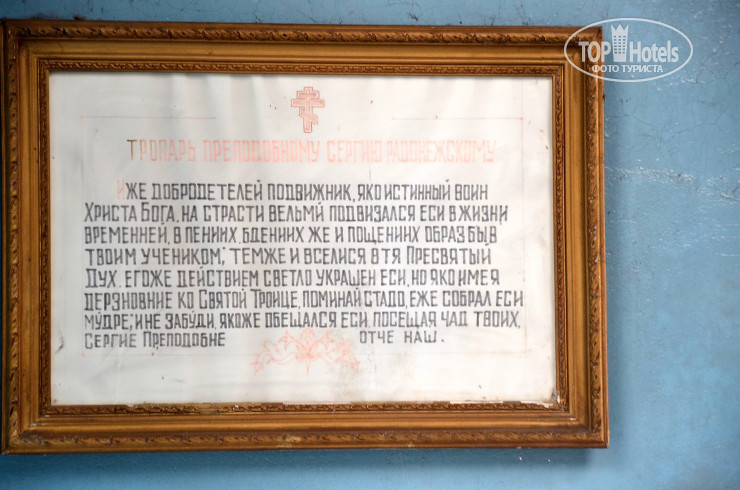 TOP Hotels
ФОТО ТУРИСТА
ТРОПАРЬ ПРЕПОДОБНОМУ СЕРГИЮ РАДОНЕЖСКОМУ
ИЖЕ ДОБРОДЕТЕЛЕЙ ПОДВИЖНИК, ЯКО ИСТИННЫЙ ВОИН
ХРИСТА БОГА, НА СТРАСТИ ВЕЛЬМИ ПОДВИЗАЛСЯ ЕСИ В ЖИЗНИ
ВРЕМЕННЕЙ, В ПЕНИИХ, БДЕНИИХ ЖЕ И ПОЩЕНИИХ ОБРАЗ БЫВ
ТВОИМ УЧЕНИКОМ; ТЕМЖЕ И ВСЕЛИСЯ В ТЯ ПРЕСВЯТЫЙ
ДУХ, ЕГОЖЕ ДЕЙСТВИЕМ СВЕТЛО УКРАШЕН ЕСИ, НО ЯКО ИМЕЯ
ДЕРЗНОВНИЕ КО СВЯТОЙ ТРОИЦЕ, ПОМИНАЙ СТАДО, ЕЖЕ СОБРАЛ ЕСИ
МУДРЕ; И НЕ ЗАБУДИ, ЯКОЖЕ ОБЕЩАЛСЯ ЕСИ, ПОСЕЩАЯ ЧАД ТВОИХ,
СЕРГИЕ ПРЕПОДОБНЕ ОТЧЕ НАШ.